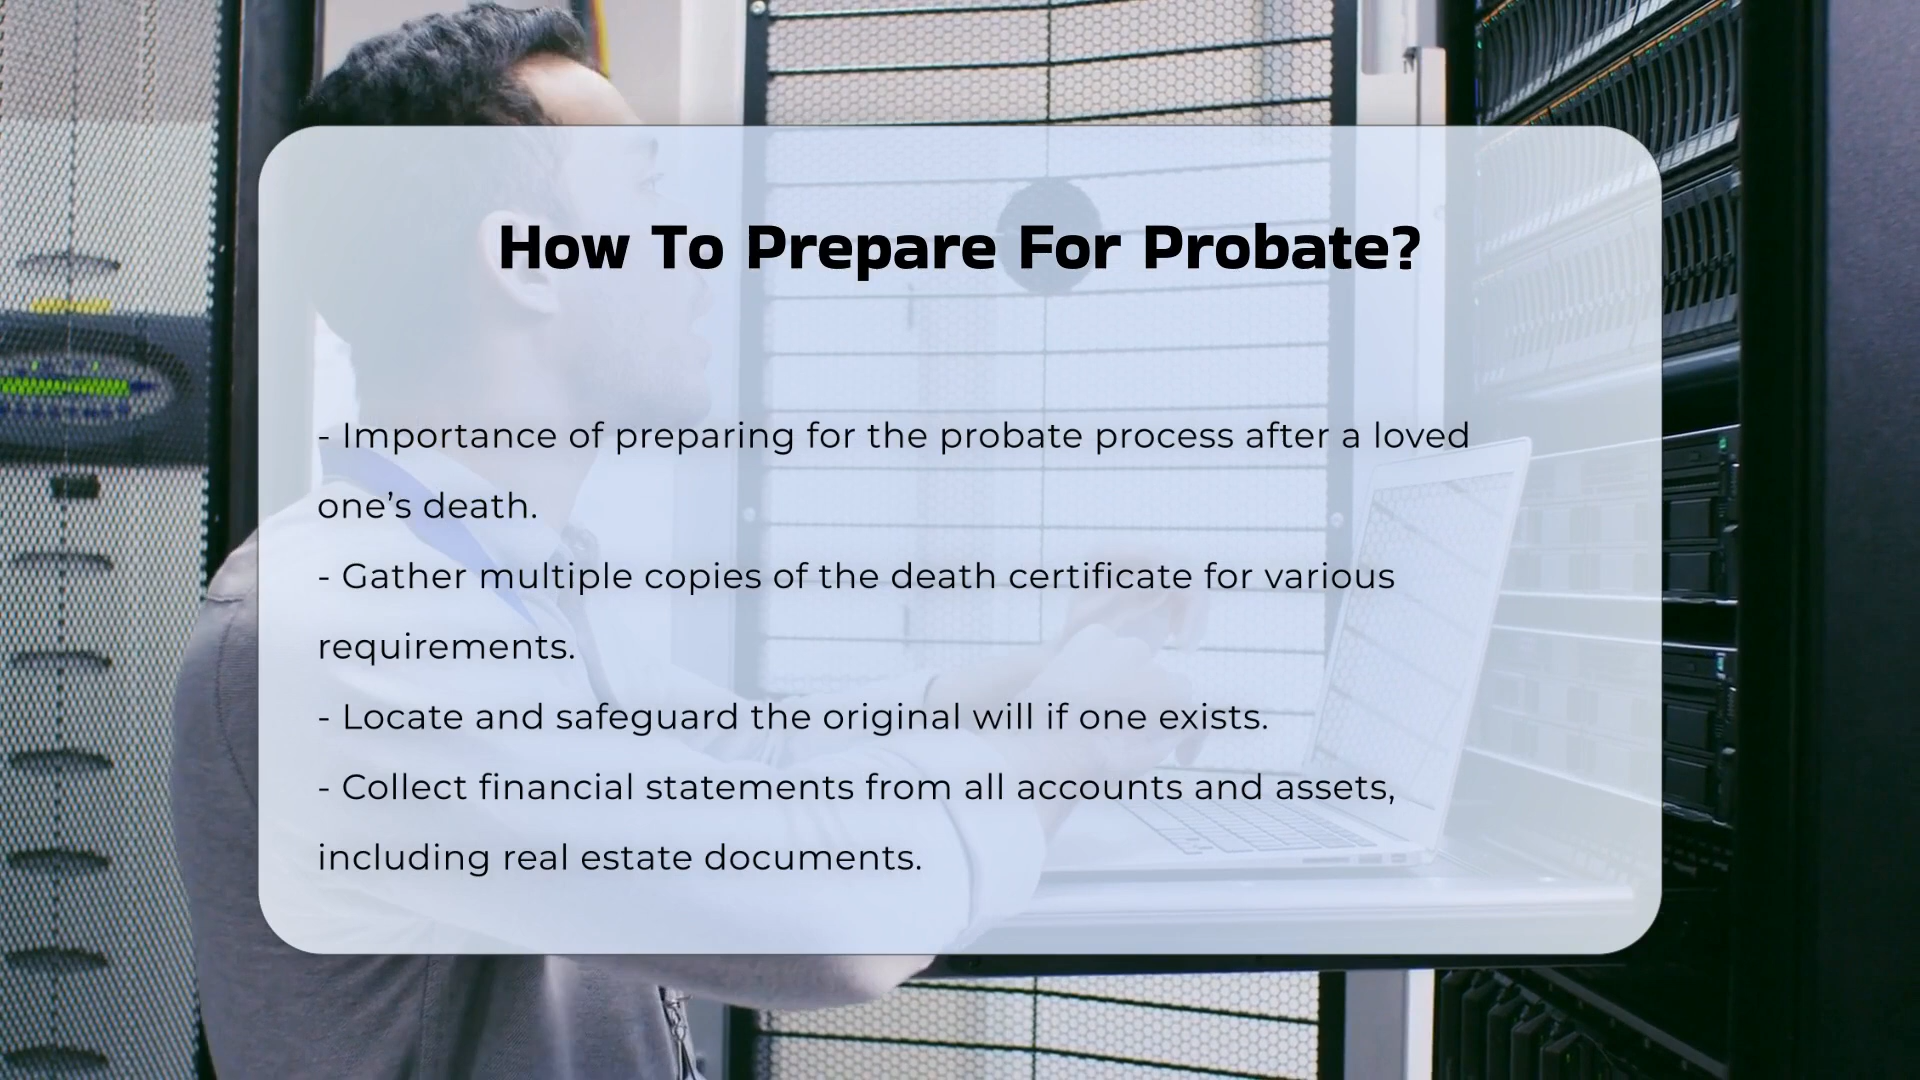 How To Prepare For Probate?
- Importance of preparing for the probate process after a loved
one’s death.
- Gather multiple copies of the death certificate for various
requirements.
- Locate and safeguard the original will if one exists.
- Collect financial statements from all accounts and assets,
including real estate documents.